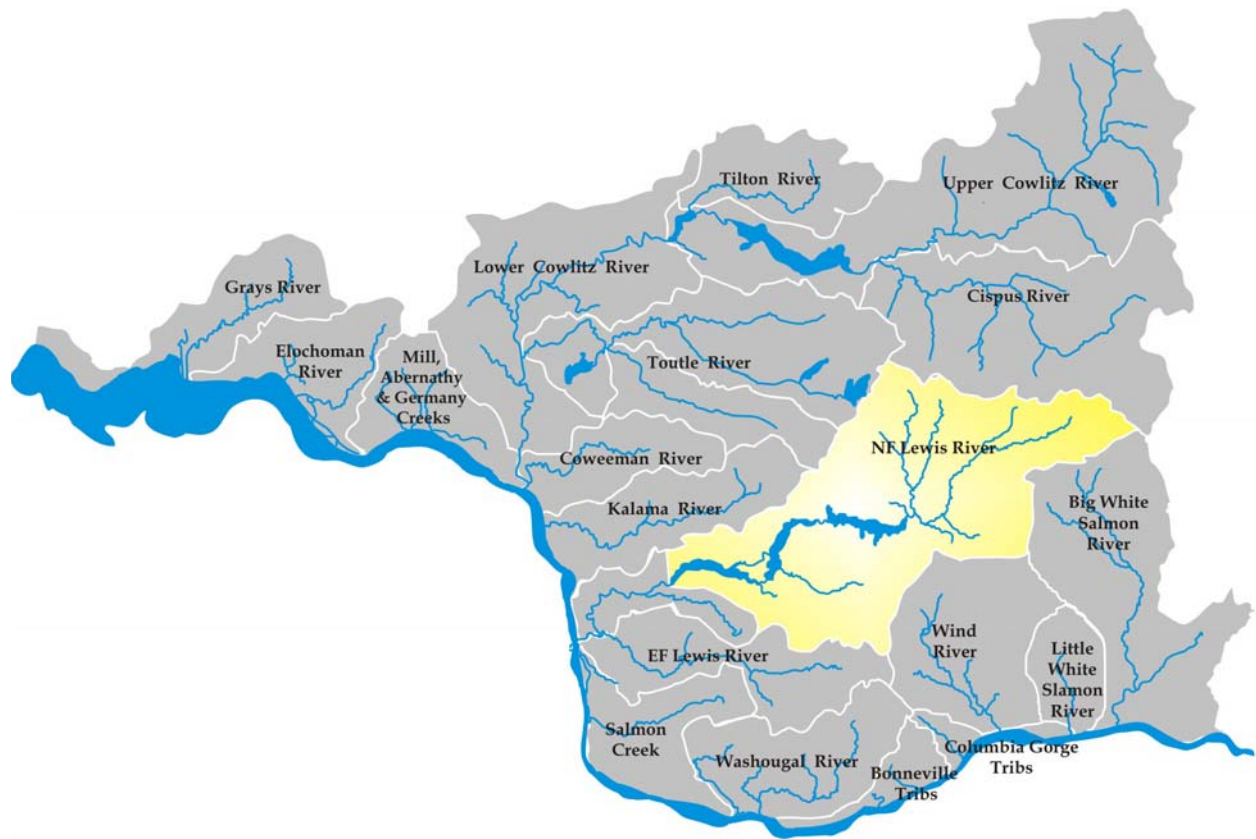 Tilton River
Upper Cowlitz River
Lower Cowlitz River
Grays River
Cispus River
Elochoman
River
Mill,
Abernathy
& Germany
Creeks
Toutle River
NF Lewis River
Coweeman River
Kalama River
Big White
Salmon
River
Wind
River
EF Lewis River
Little
White
Slamon
River
Salmon
Creek
Washougal River
Columbia Gorge
Tribs
Bonneville
Tribs